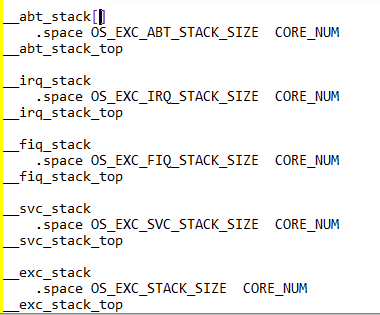 __abt_stack[]
.space OS_EXC_ABT_STACK_SIZE CORE_NUM
__abt_stack_top
__irq_stack
.space OS_EXC_IRQ_STACK_SIZE CORE_NUM
__irq_stack_top
__fiq_stack
.space OS_EXC_FIQ_STACK_SIZE CORE_NUM
__fiq_stack_top
__svc_stack
.space OS_EXC_SVC_STACK_SIZE CORE_NUM
__svc_stack_top
__exc_stack
.space OS_EXC_STACK_SIZE CORE_NUM
__exc_stack_top